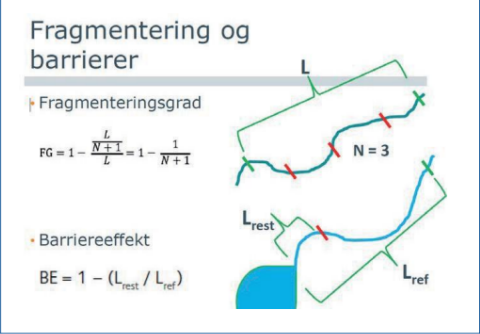 Fragmentering og
barrierer
Fragmenteringsgrad
FG = 1 - (L/(N+1))/L = 1 - 1/(N+1)
L
N = 3
Barriereeffekt
BE = 1 − (Lrest / Lref)
Lrest
Lref